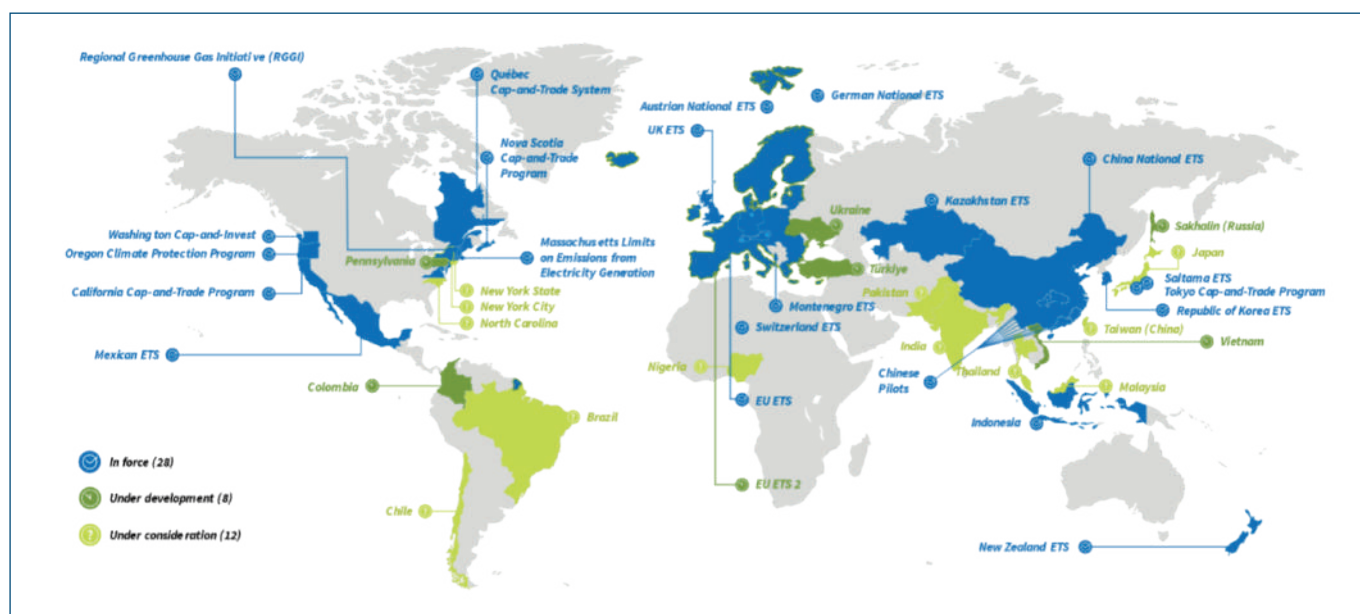 Regional Greenhouse Gas Initiative (RGGI)
Québec
Cap-and-Trade System
Nova Scotia
Cap-and-Trade
Program
Washington Cap-and-Invest
Oregon Climate Protection Program
California Cap-and-Trade Program
Mexican ETS
Pennsylvania
Massachusetts Limits
on Emissions from
Electricity Generation
New York State
New York City
North Carolina
Colombia
Brazil
Chile
Austrian National ETS
German National ETS
UK ETS
Ukraine
Türkiye
Montenegro ETS
Switzerland ETS
Nigeria
EU ETS
EU ETS 2
Kazakhstan ETS
China National ETS
Sakhalin (Russia)
Japan
Saitama ETS
Tokyo Cap-and-Trade Program
Republic of Korea ETS
Pakistan
India
Chinese
Pilots
Thailand
Taiwan (China)
Vietnam
Malaysia
Indonesia
New Zealand ETS
In force (28)
Under development (8)
Under consideration (12)